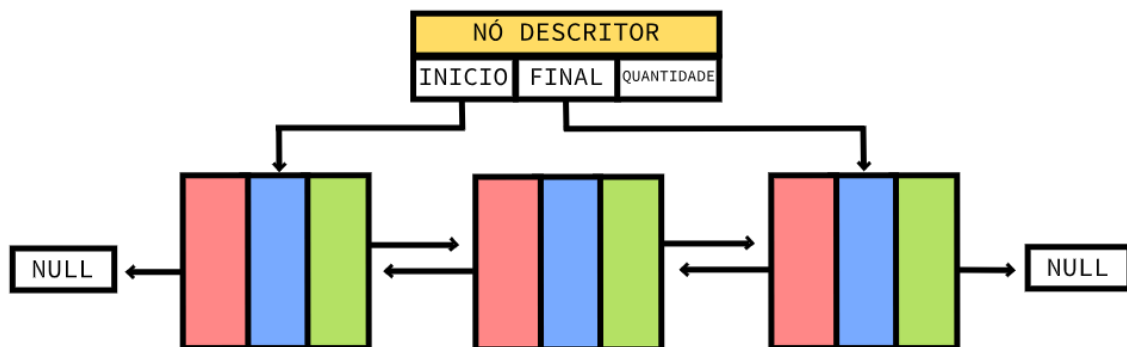 NÓ DESCRITOR
INICIO FINAL QUANTIDADE
NULL NULL